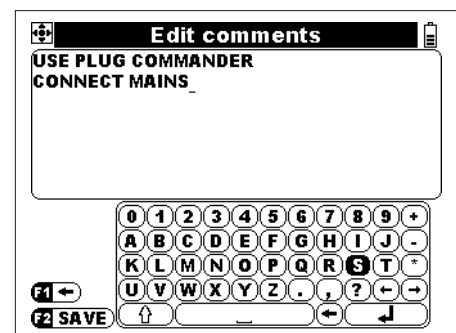 Edit comments
USE PLUG COMMANDER
CONNECT MAINS_
0 1 2 3 4 5 6 7 8 9 +
A B C D E F G H I J -
K L M N O P Q R S T *
U V W X Y Z . , ? ← →
F1 ←
F2 SAVE